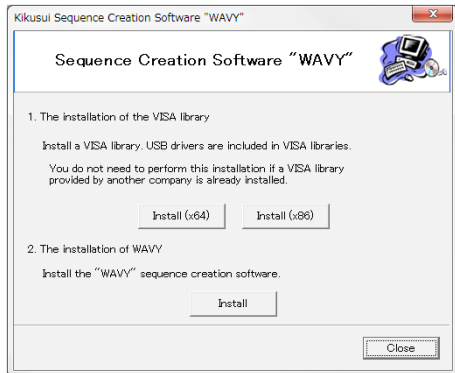 Kikusui Sequence Creation Software "WAVY"
Sequence Creation Software "WAVY"
1. The installation of the VISA library
Install a VISA library. USB drivers are included in VISA libraries.
You do not need to perform this installation if a VISA library
provided by another company is already installed.
Install (x64) Install (x86)
2. The installation of WAVY
Install the "WAVY" sequence creation software.
Install
Close